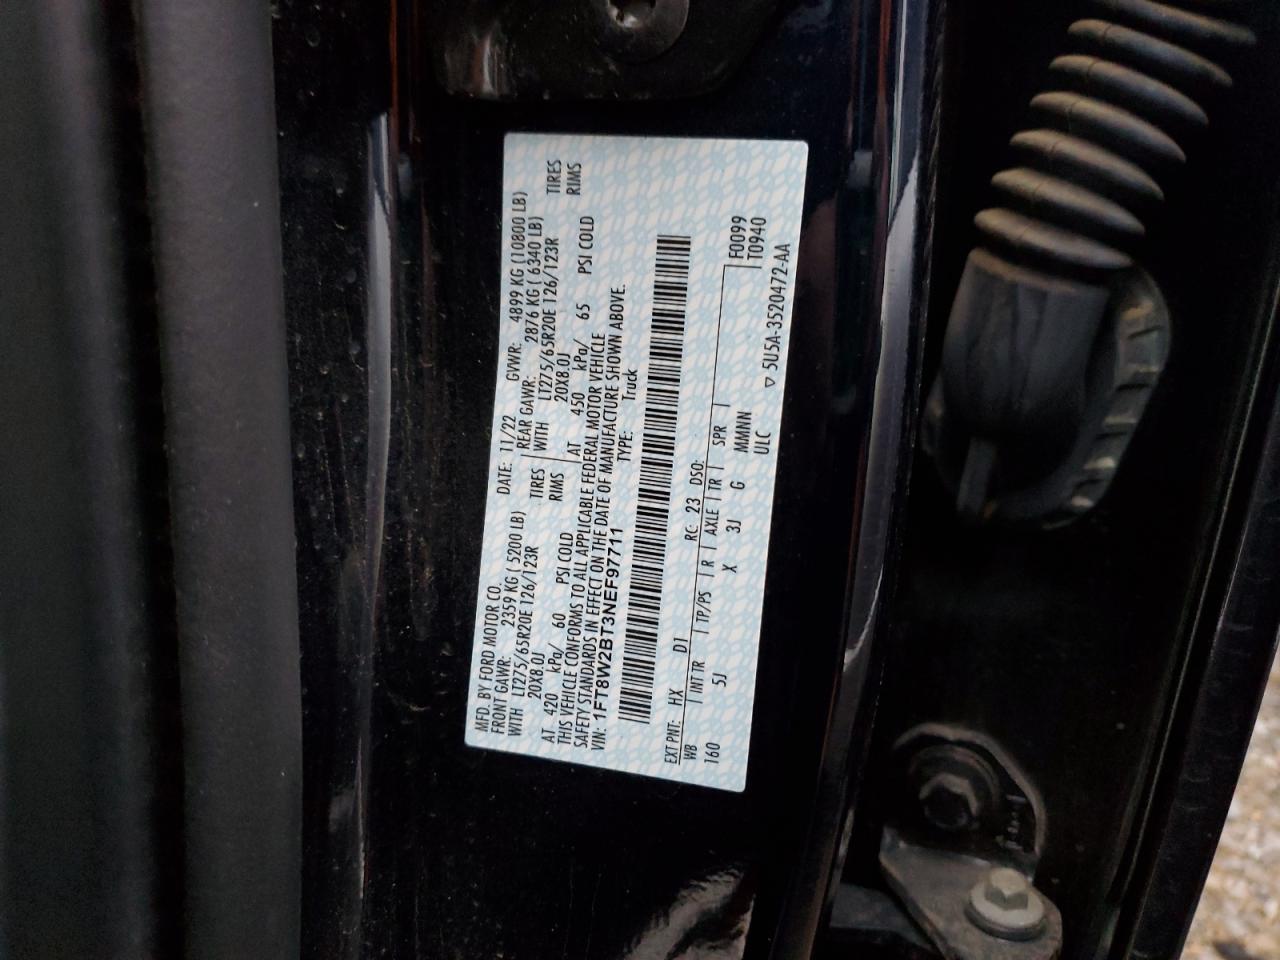 MFD. BY FORD MOTOR CO. DATE: 11/22 GVWR: 4899 KG (10800 LB)
FRONT GAWR: 2359 KG ( 5200 LB) REAR GAWR: 2876 KG ( 6340 LB)
WITH LT275/65R20E 126/123R TIRES WITH LT275/65R20E 126/123R TIRES
20X8.0J RIMS 20X8.0J RIMS
AT 420 kPa/ 60 PSI COLD AT 450 kPa/ 65 PSI COLD
THIS VEHICLE CONFORMS TO ALL APPLICABLE FEDERAL MOTOR VEHICLE
SAFETY STANDARDS IN EFFECT ON THE DATE OF MANUFACTURE SHOWN ABOVE.
VIN: 1FT8W2BT3NEF97711 TYPE: Truck
EXT PNT: HX D1 RC: 23 DSO: F0099
WB INT TR TP/PS R AXLE TR SPR T0940
160 5J X 3J G MMNN
ULC ▽ 5U5A-3520472-AA